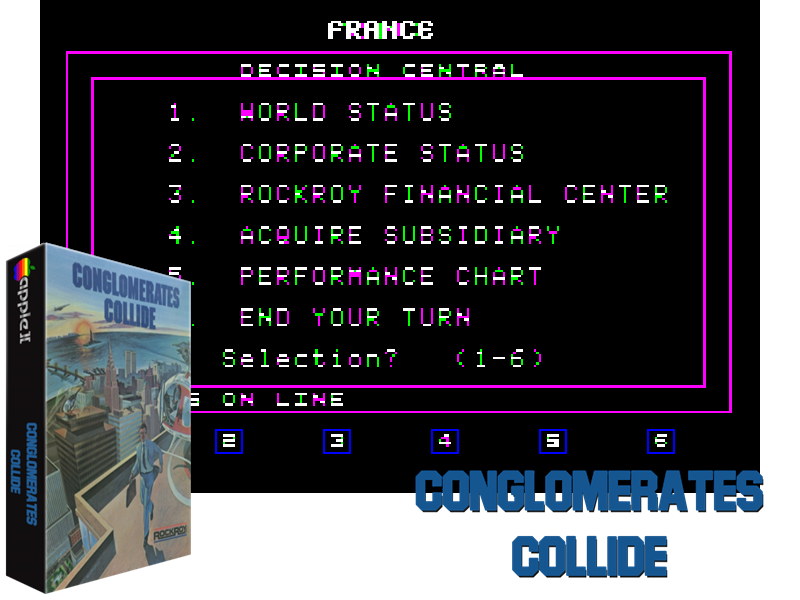 FRANCE
DECISION CENTRAL
1. WORLD STATUS
2. CORPORATE STATUS
3. ROCKROY FINANCIAL CENTER
4. ACQUIRE SUBSIDIARY
5. PERFORMANCE CHART
. END YOUR TURN
Selection? (1-6)
S ON LINE
2 3 4 5 6
apple II
CONGLOMERATES
COLLIDE
CONGLOMERATES
COLLIDE
ROCKROY
CONGLOMERATES
COLLIDE